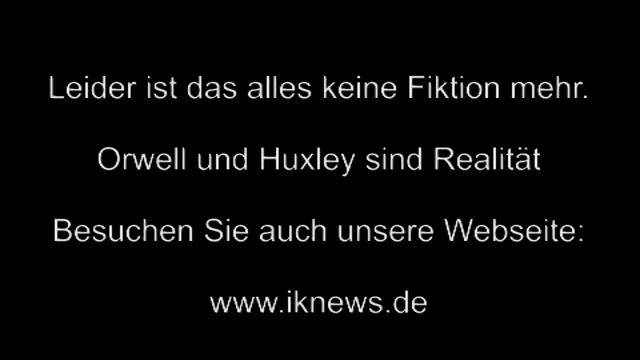 Leider ist das alles keine Fiktion mehr.
Orwell und Huxley sind Realität
Besuchen Sie auch unsere Webseite:
www.iknews.de